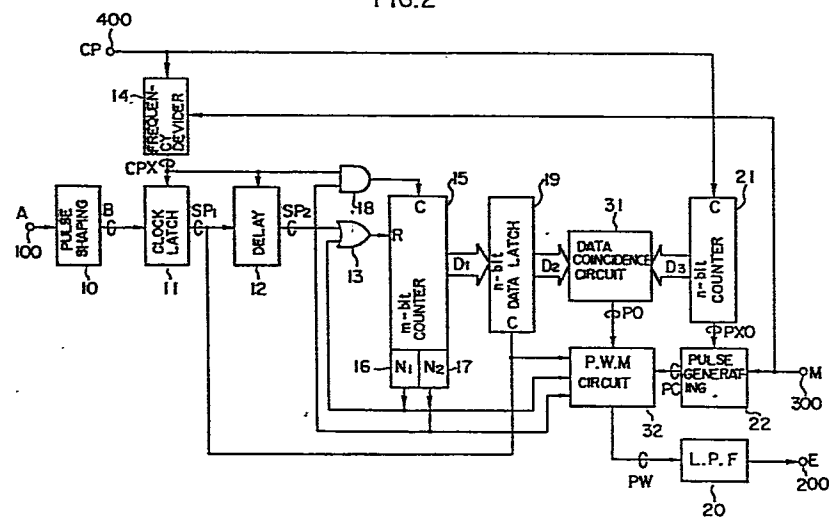 FIG.2
400
CP
14
FREQUEN-
CY
DEVIDER
CPX
A
100
PULSE
SHAPING
10
B
CLOCK
LATCH
11
SP1
DELAY
12
SP2
18
13
15
C
R
m-bit
COUNTER
16
N1
N2
17
D1
19
n-bit
DATA LATCH
C
D2
31
DATA
COINCIDENCE
CIRCUIT
D3
21
C
n-bit
COUNTER
PO
PXO
P.W.M
CIRCUIT
32
PC
PULSE
GENERAT-
ING
22
M
300
PW
L.P.F
20
E
200